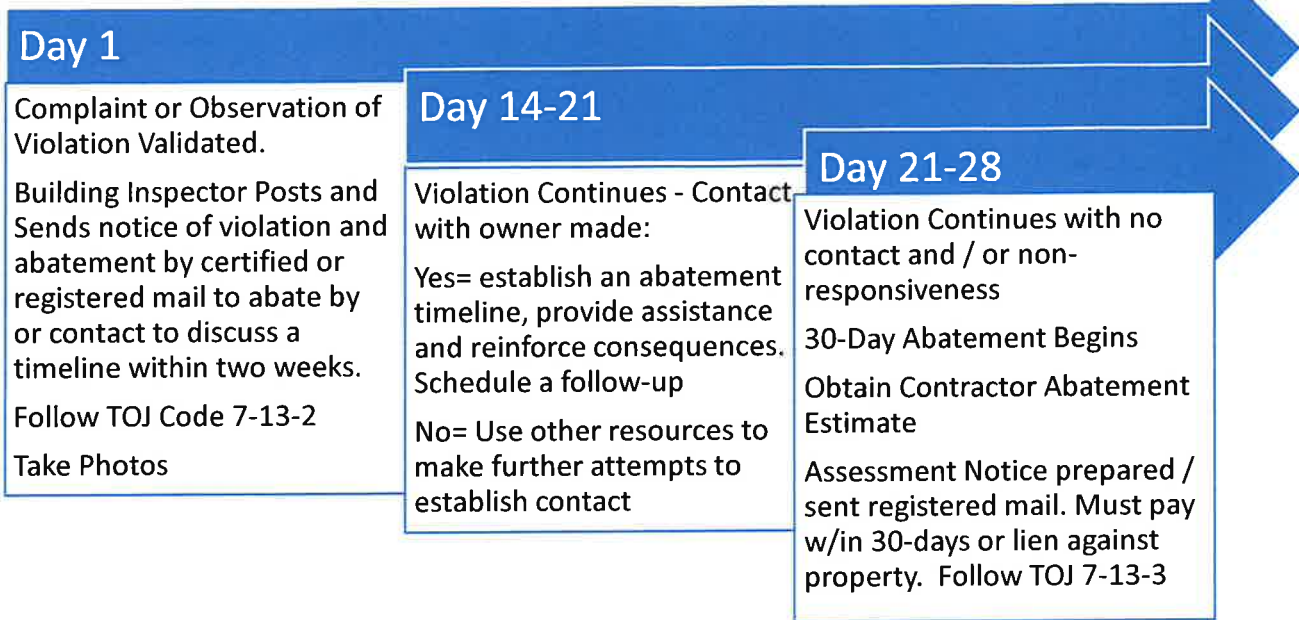 Day 1
Complaint or Observation of
Violation Validated.
Building Inspector Posts and
Sends notice of violation and
abatement by certified or
registered mail to abate by
or contact to discuss a
timeline within two weeks.
Follow TOJ Code 7-13-2
Take Photos
Day 14-21
Violation Continues - Contact
with owner made:
Yes= establish an abatement
timeline, provide assistance
and reinforce consequences.
Schedule a follow-up
No= Use other resources to
make further attempts to
establish contact
Day 21-28
Violation Continues with no
contact and / or non-
responsiveness
30-Day Abatement Begins
Obtain Contractor Abatement
Estimate
Assessment Notice prepared /
sent registered mail. Must pay
w/in 30-days or lien against
property. Follow TOJ 7-13-3